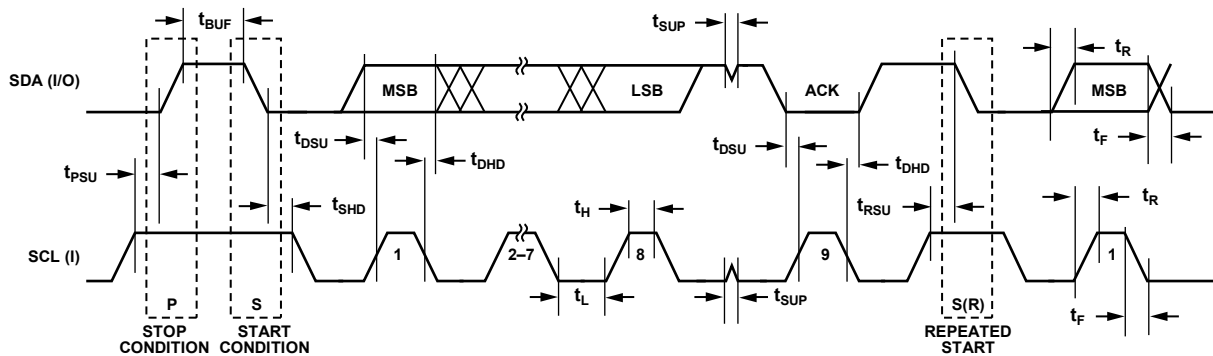 tBUF
tSUP
tR
SDA (I/O)
MSB
LSB
ACK
MSB
tDSU
tDHD
tDSU
tDHD
tF
tPSU
tSHD
tH
tRSU
tR
SCL (I)
1
2–7
8
9
1
P
S
tL
tSUP
S(R)
tF
STOP
CONDITION
START
CONDITION
REPEATED
START